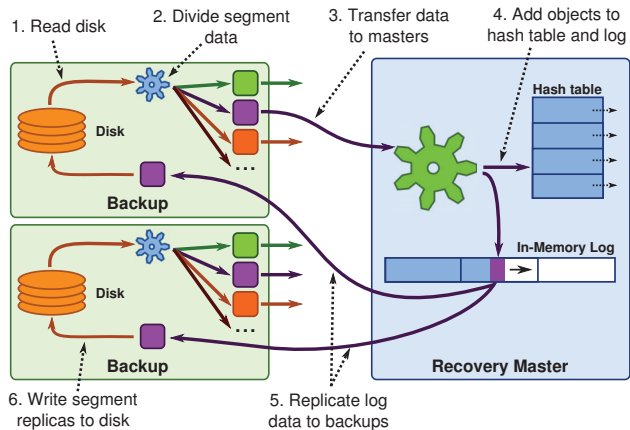 1. Read disk
2. Divide segment
data
3. Transfer data
to masters
4. Add objects to
hash table and log
Hash table
Disk
...
Backup
In-Memory Log
Disk
...
Backup
Recovery Master
6. Write segment
replicas to disk
5. Replicate log
data to backups